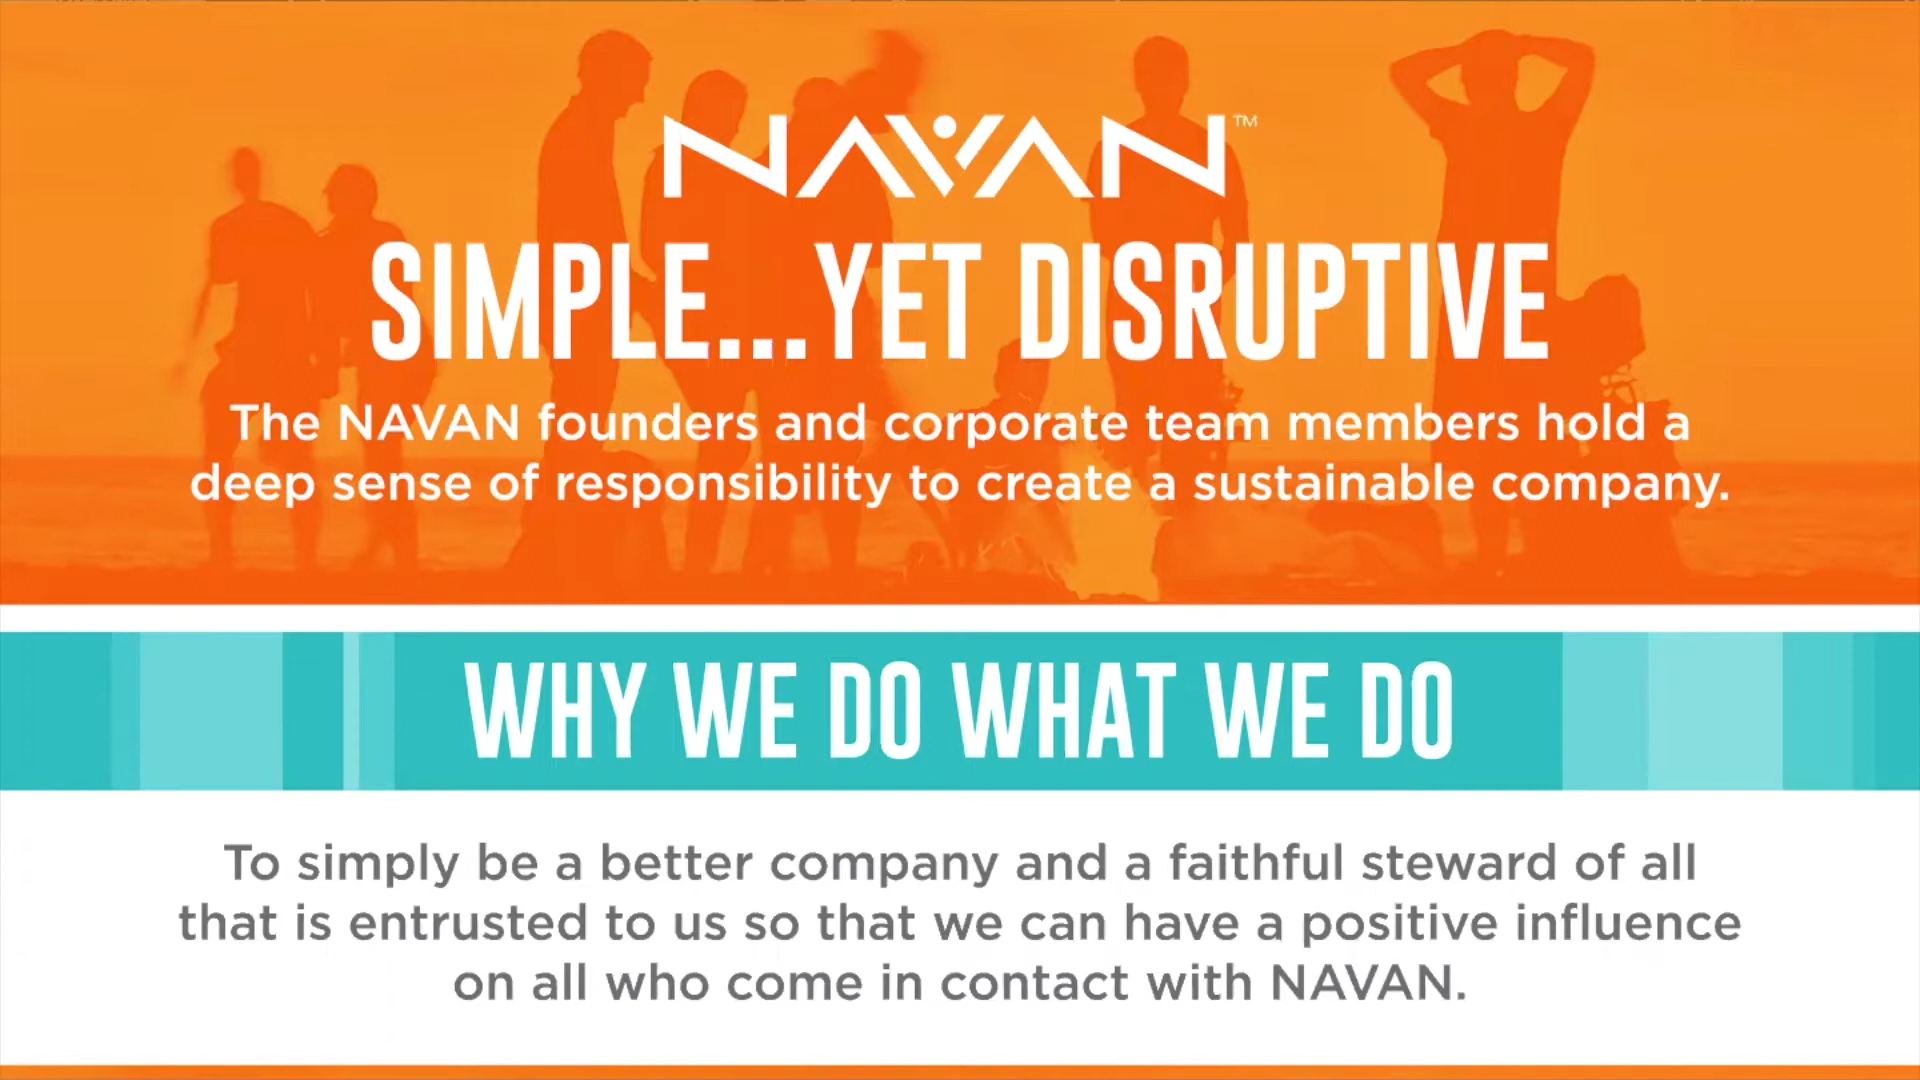 NAVAN™
SIMPLE...YET DISRUPTIVE
The NAVAN founders and corporate team members hold a
deep sense of responsibility to create a sustainable company.
WHY WE DO WHAT WE DO
To simply be a better company and a faithful steward of all
that is entrusted to us so that we can have a positive influence
on all who come in contact with NAVAN.